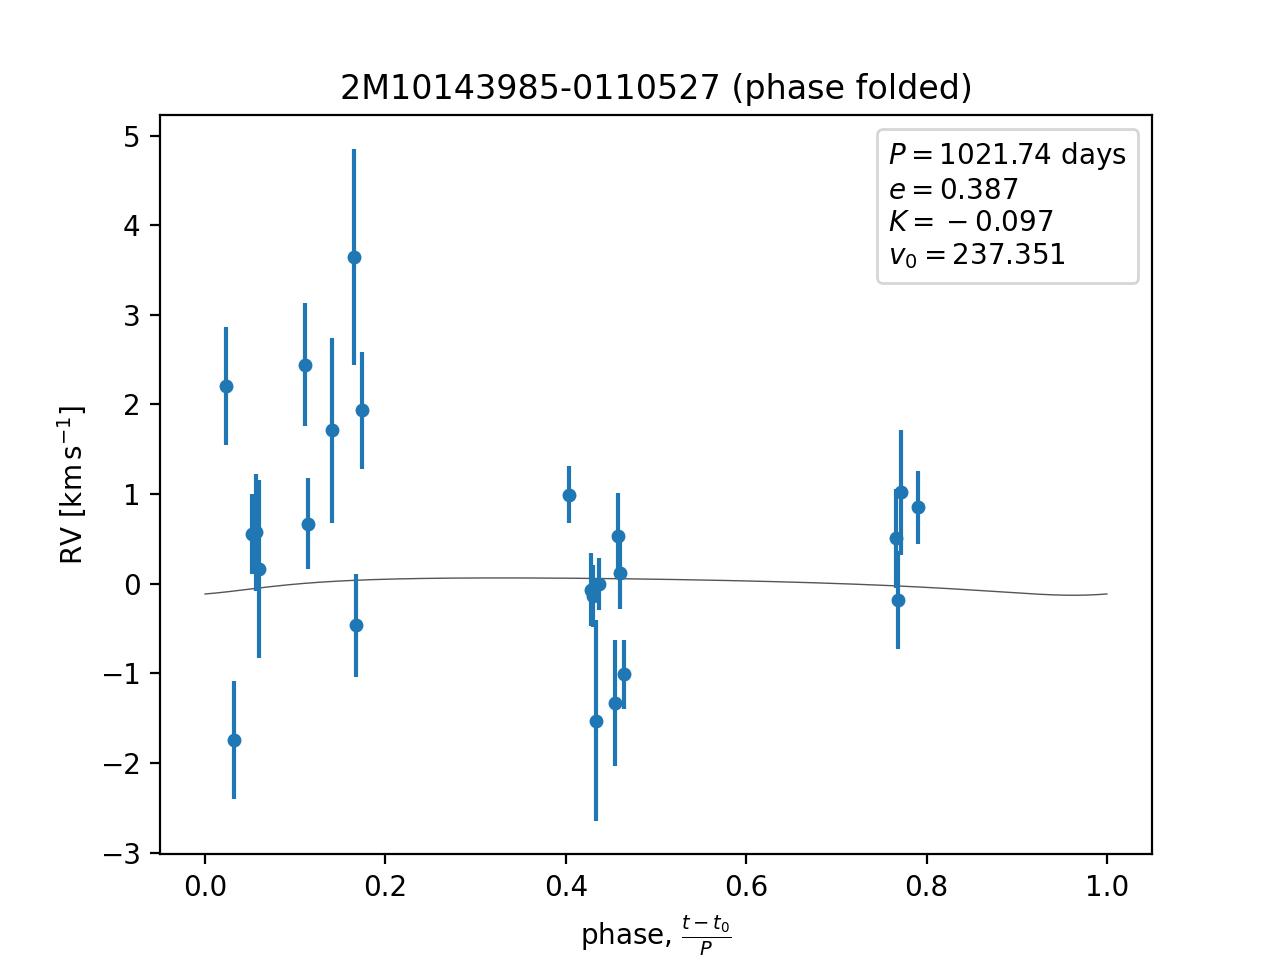 2M10143985-0110527 (phase folded)
P = 1021.74 days
e = 0.387
K = −0.097
v₀ = 237.351
RV [km s⁻¹]
5
4
3
2
1
0
−1
−2
−3
0.0 0.2 0.4 0.6 0.8 1.0
phase, (t − t₀)/P